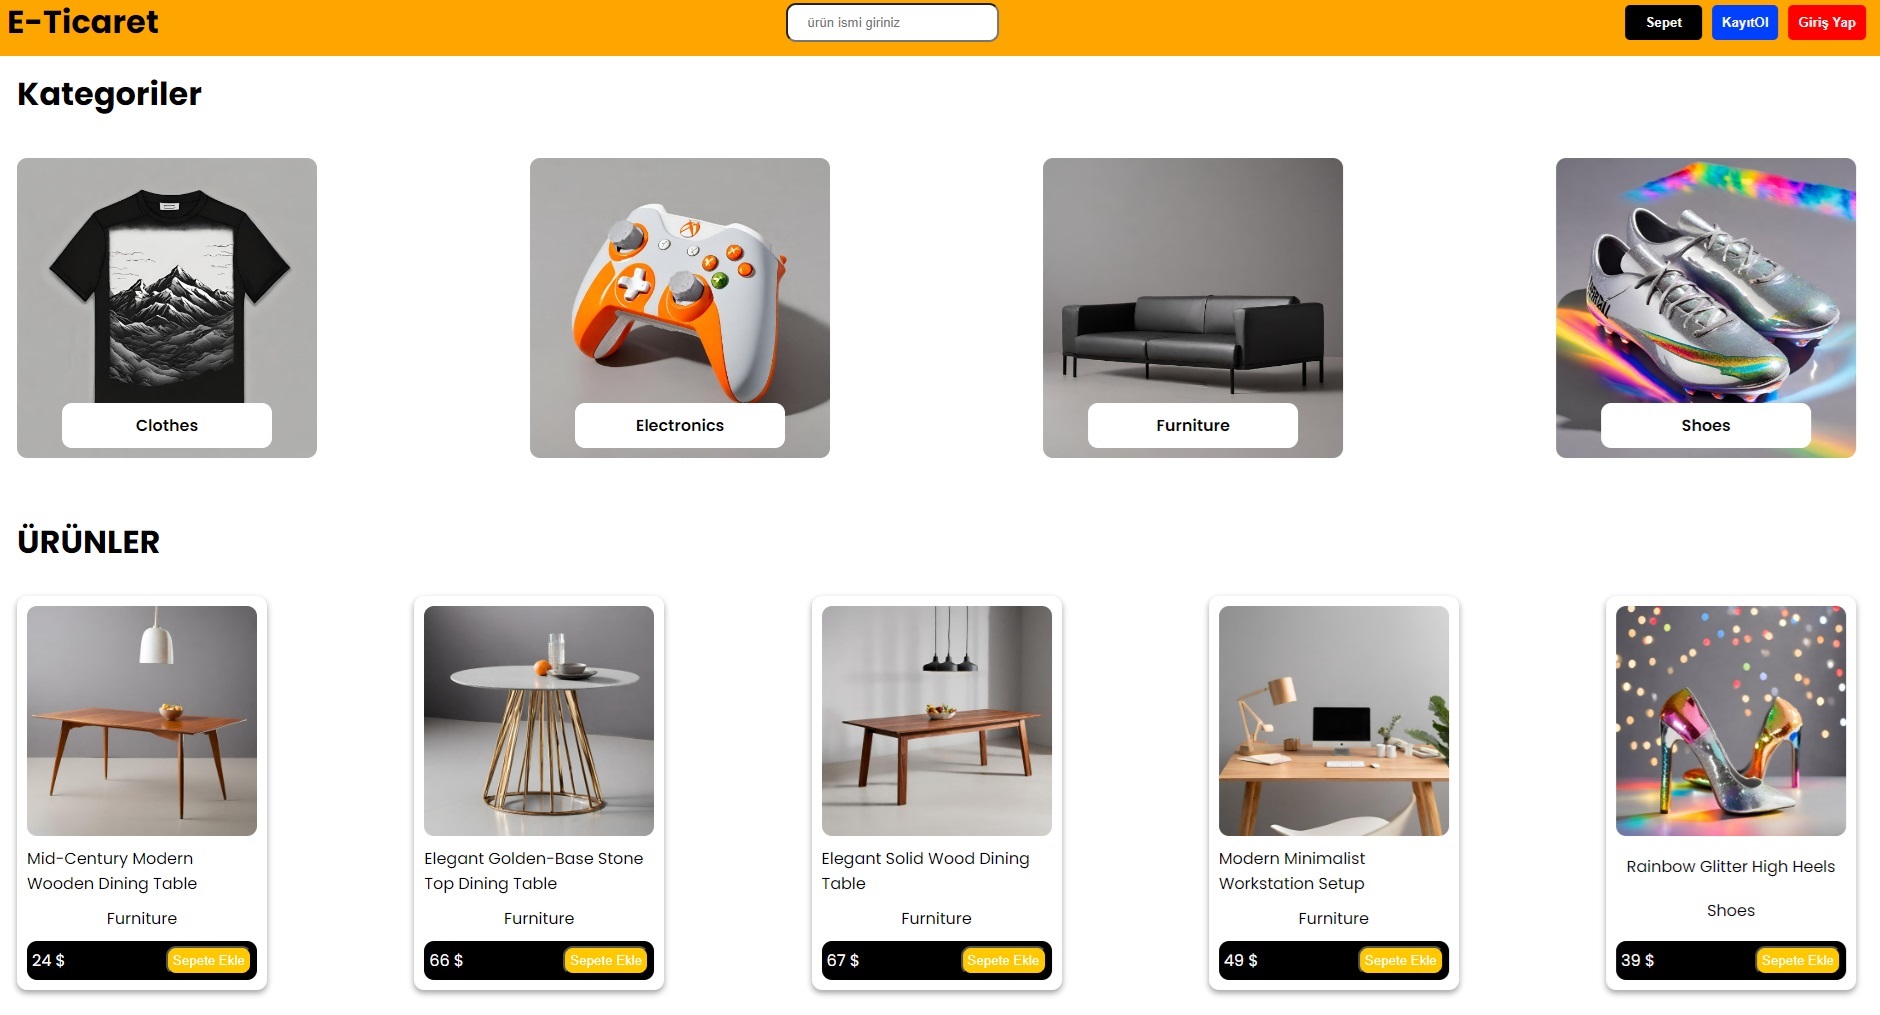 E-Ticaret
ürün ismi giriniz
Sepet
KayıtOl
Giriş Yap
Kategoriler
Clothes
Electronics
Furniture
Shoes
ÜRÜNLER
Mid-Century Modern
Wooden Dining Table
Furniture
24 $
Sepete Ekle
Elegant Golden-Base Stone
Top Dining Table
Furniture
66 $
Sepete Ekle
Elegant Solid Wood Dining
Table
Furniture
67 $
Sepete Ekle
Modern Minimalist
Workstation Setup
Furniture
49 $
Sepete Ekle
Rainbow Glitter High Heels
Shoes
39 $
Sepete Ekle